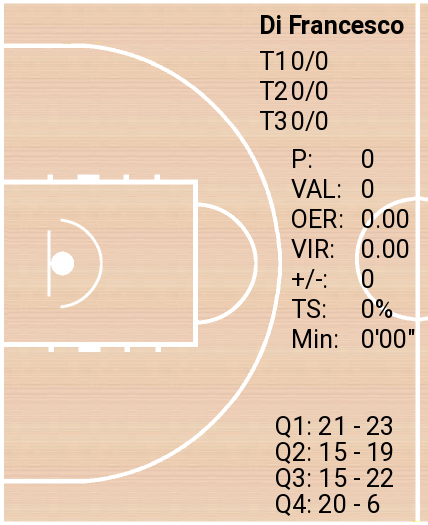 Di Francesco
T1 0/0
T2 0/0
T3 0/0
P: 0
VAL: 0
OER: 0.00
VIR: 0.00
+/-: 0
TS: 0%
Min: 0'00"
Q1: 21 - 23
Q2: 15 - 19
Q3: 15 - 22
Q4: 20 - 6